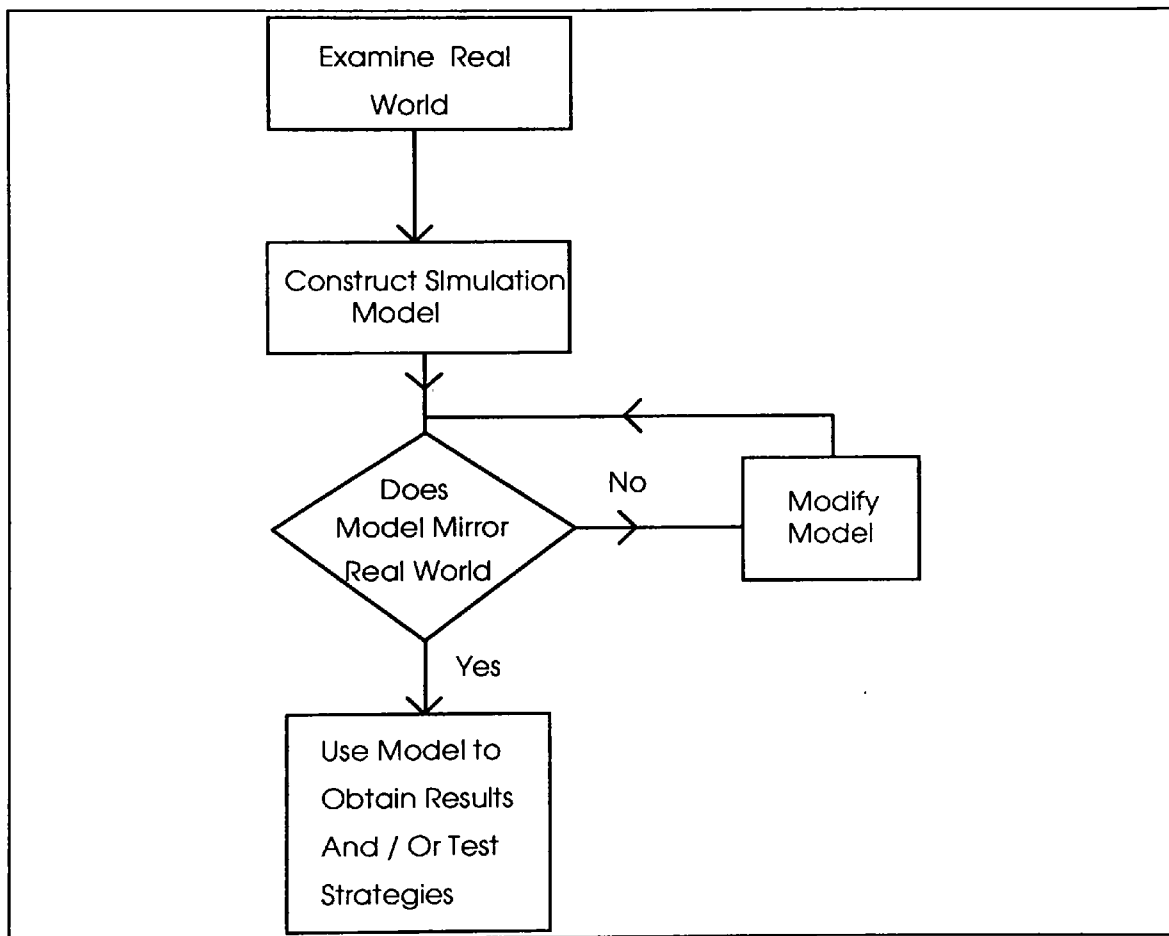 Examine Real
World
Construct SImulation
Model
Does
Model Mirror
Real World
No
Modify
Model
Yes
Use Model to
Obtain Results
And / Or Test
Strategies